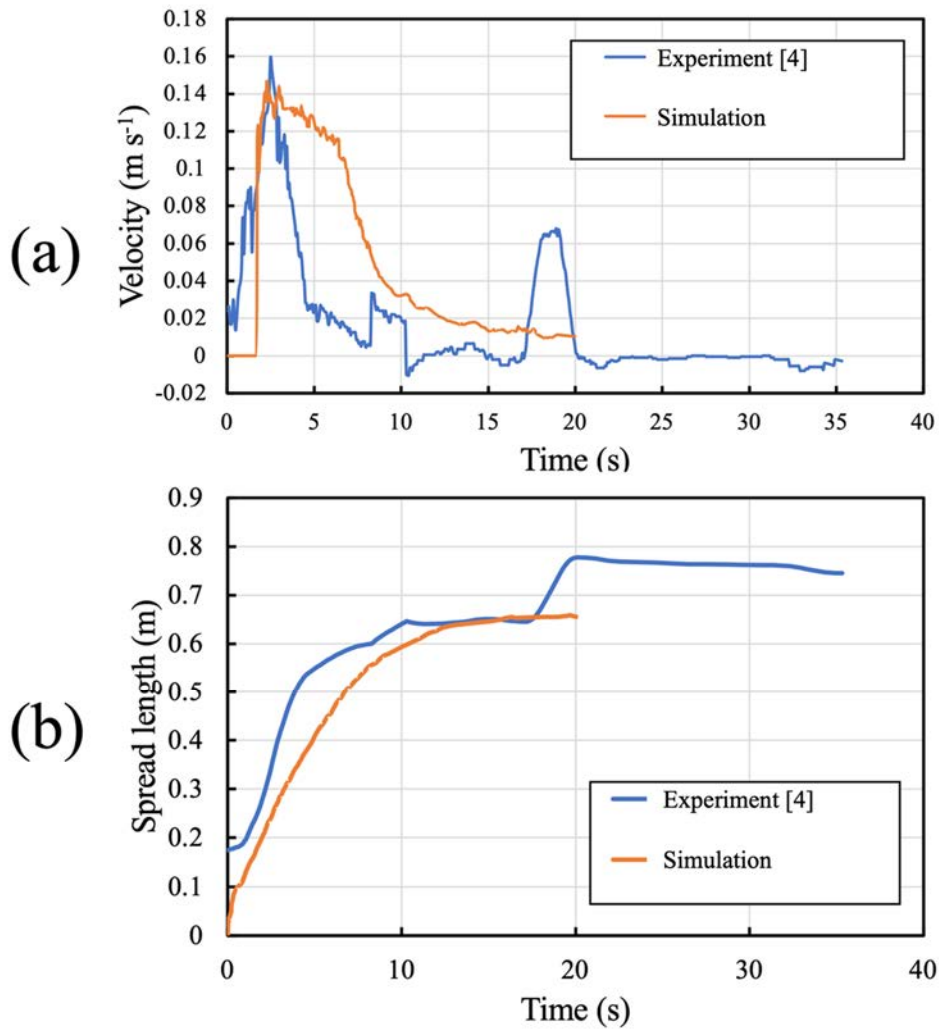 (a)
Velocity (m s⁻¹)
0.18
0.16
0.14
0.12
0.1
0.08
0.06
0.04
0.02
0
-0.02
Experiment [4]
Simulation
0 5 10 15 20 25 30 35 40
Time (s)
(b)
Spread length (m)
0.9
0.8
0.7
0.6
0.5
0.4
0.3
0.2
0.1
0
Experiment [4]
Simulation
0 10 20 30 40
Time (s)